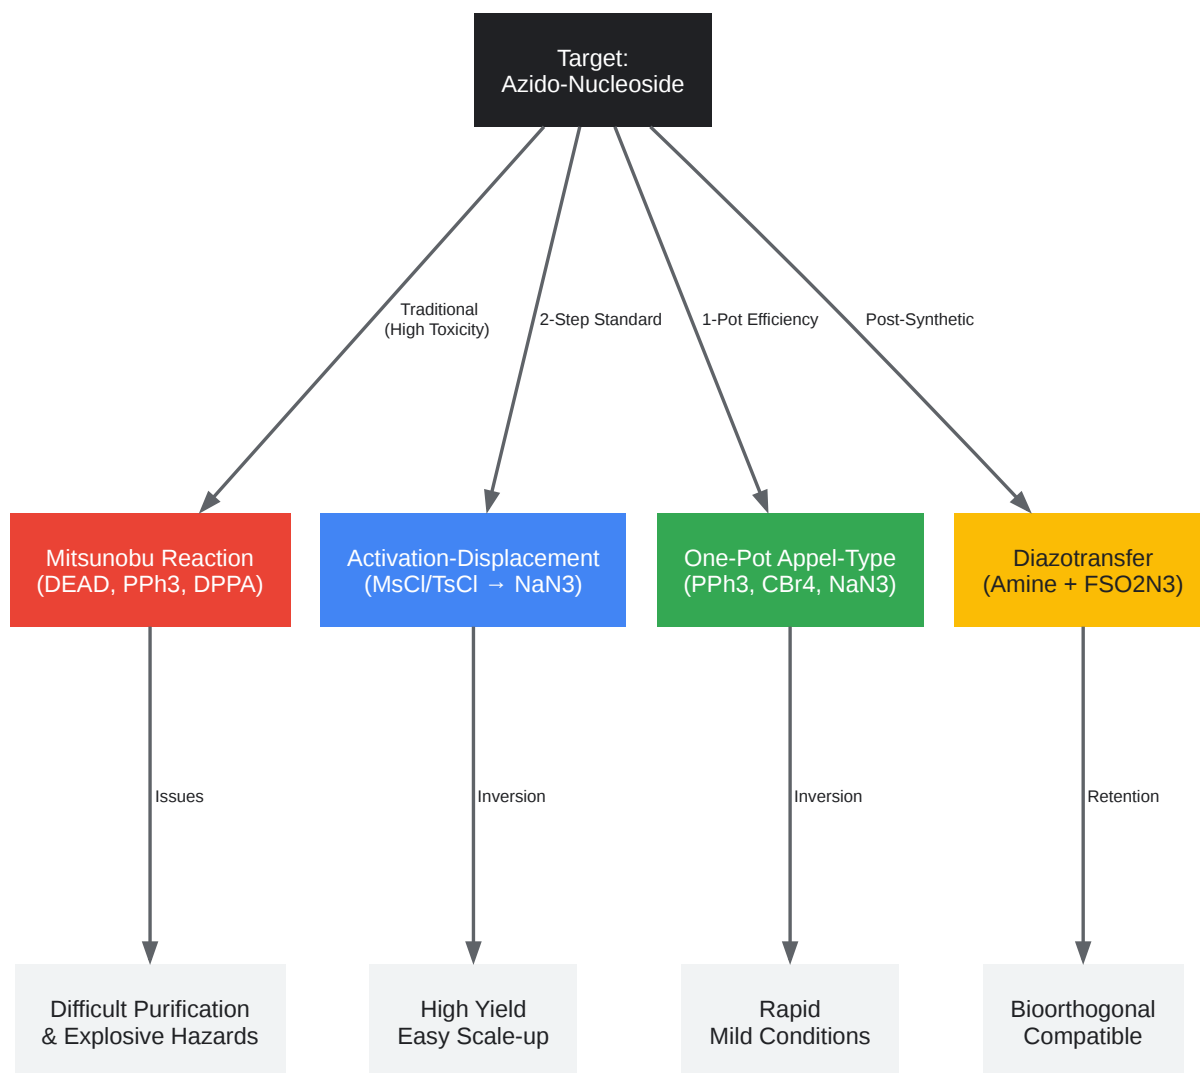 Target:
Azido-Nucleoside
Traditional
(High Toxicity)
2-Step Standard
1-Pot Efficiency
Post-Synthetic
Mitsunobu Reaction
(DEAD, PPh3, DPPA)
Activation-Displacement
(MsCl/TsCl → NaN3)
One-Pot Appel-Type
(PPh3, CBr4, NaN3)
Diazotransfer
(Amine + FSO2N3)
Issues
Inversion
Inversion
Retention
Difficult Purification
& Explosive Hazards
High Yield
Easy Scale-up
Rapid
Mild Conditions
Bioorthogonal
Compatible